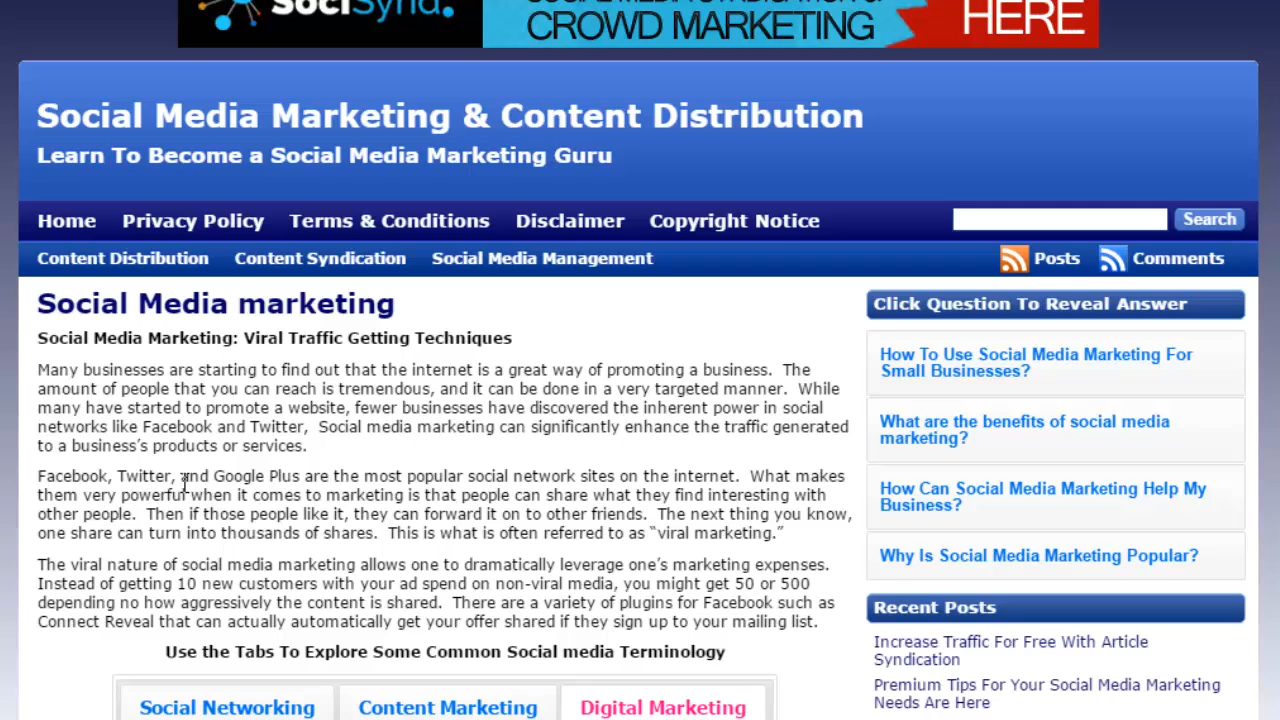 SociSynd.
SOCIAL MEDIA SYNDICATION &
CROWD MARKETING
HERE
Social Media Marketing & Content Distribution
Learn To Become a Social Media Marketing Guru
Home Privacy Policy Terms & Conditions Disclaimer Copyright Notice Search
Content Distribution Content Syndication Social Media Management Posts Comments
Social Media marketing
Social Media Marketing: Viral Traffic Getting Techniques
Many businesses are starting to find out that the internet is a great way of promoting a business. The
amount of people that you can reach is tremendous, and it can be done in a very targeted manner. While
many have started to promote a website, fewer businesses have discovered the inherent power in social
networks like Facebook and Twitter, Social media marketing can significantly enhance the traffic generated
to a business's products or services.
Facebook, Twitter, and Google Plus are the most popular social network sites on the internet. What makes
them very powerful when it comes to marketing is that people can share what they find interesting with
other people. Then if those people like it, they can forward it on to other friends. The next thing you know,
one share can turn into thousands of shares. This is what is often referred to as “viral marketing.”
The viral nature of social media marketing allows one to dramatically leverage one's marketing expenses.
Instead of getting 10 new customers with your ad spend on non-viral media, you might get 50 or 500
depending no how aggressively the content is shared. There are a variety of plugins for Facebook such as
Connect Reveal that can actually automatically get your offer shared if they sign up to your mailing list.
Use the Tabs To Explore Some Common Social media Terminology
Social Networking Content Marketing Digital Marketing
Click Question To Reveal Answer
How To Use Social Media Marketing For
Small Businesses?
What are the benefits of social media
marketing?
How Can Social Media Marketing Help My
Business?
Why Is Social Media Marketing Popular?
Recent Posts
Increase Traffic For Free With Article
Syndication
Premium Tips For Your Social Media Marketing
Needs Are Here